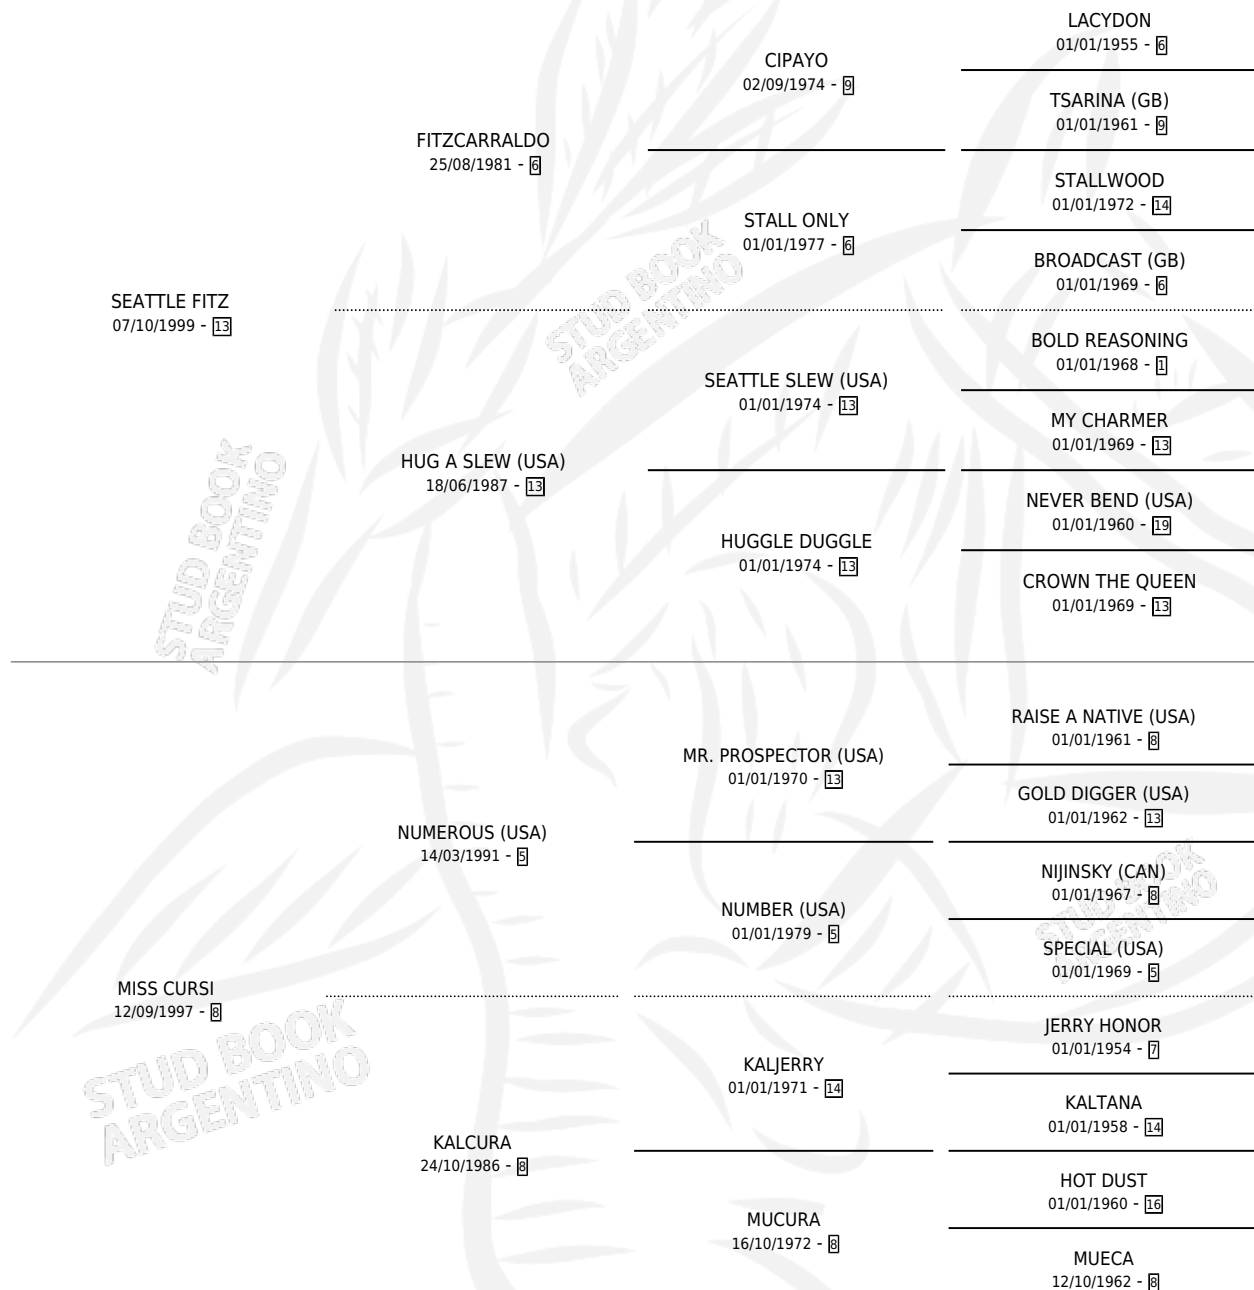 LACYDON
01/01/1955 - 6
CIPAYO
02/09/1974 - 9
TSARINA (GB)
01/01/1961 - 9
FITZCARRALDO
25/08/1981 - 6
STALLWOOD
01/01/1972 - 14
STALL ONLY
01/01/1977 - 6
BROADCAST (GB)
01/01/1969 - 6
SEATTLE FITZ
07/10/1999 - 13
STUD BOOK
ARGENTINO
BOLD REASONING
01/01/1968 - 1
SEATTLE SLEW (USA)
01/01/1974 - 13
MY CHARMER
01/01/1969 - 13
HUG A SLEW (USA)
18/06/1987 - 13
NEVER BEND (USA)
01/01/1960 - 19
HUGGLE DUGGLE
01/01/1974 - 13
CROWN THE QUEEN
01/01/1969 - 13
STUD BOOK
ARGENTINO
RAISE A NATIVE (USA)
01/01/1961 - 8
MR. PROSPECTOR (USA)
01/01/1970 - 13
GOLD DIGGER (USA)
01/01/1962 - 13
NUMEROUS (USA)
14/03/1991 - 5
NIJINSKY (CAN)
01/01/1967 - 8
NUMBER (USA)
01/01/1979 - 5
SPECIAL (USA)
01/01/1969 - 5
STUD BOOK
ARGENTINO
MISS CURSI
12/09/1997 - 8
JERRY HONOR
01/01/1954 - 7
KALJERRY
01/01/1971 - 14
KALTANA
01/01/1958 - 14
STUD BOOK
ARGENTINO
KALCURA
24/10/1986 - 8
HOT DUST
01/01/1960 - 16
MUCURA
16/10/1972 - 8
MUECA
12/10/1962 - 8